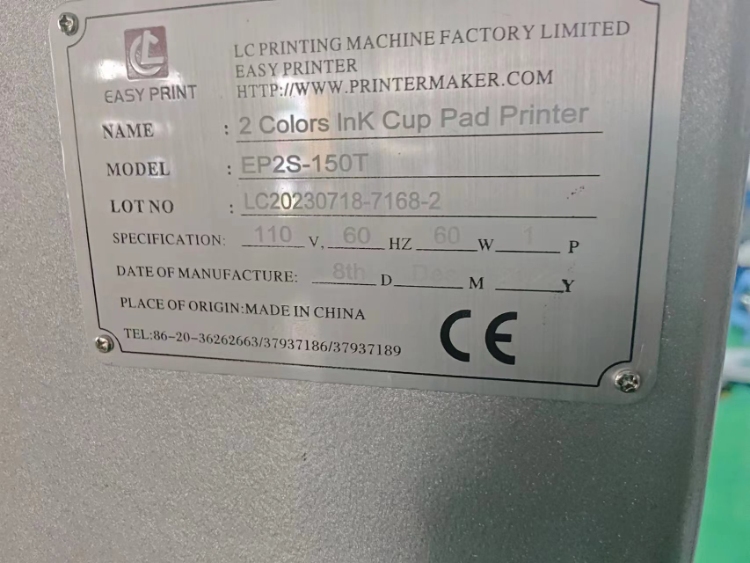 LC PRINTING MACHINE FACTORY LIMITED
EASY PRINTER
HTTP://WWW.PRINTERMAKER.COM
LC
EASY PRINT
NAME : 2 Colors InK Cup Pad Printer
MODEL : EP2S-150T
LOT NO : LC20230718-7168-2
SPECIFICATION: 110 V, 60 HZ 60 W 1 P
DATE OF MANUFACTURE: 8th D M Y
PLACE OF ORIGIN:MADE IN CHINA
TEL:86-20-36262663/37937186/37937189
CE